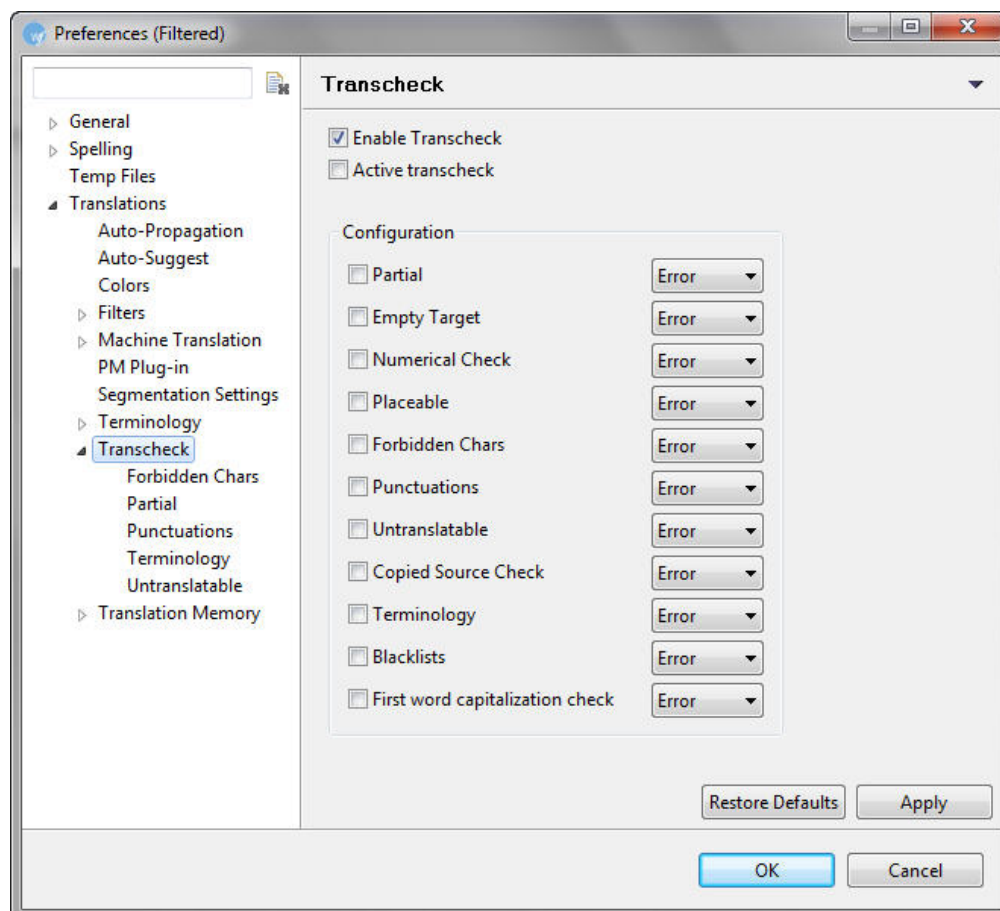 Preferences (Filtered)
General
Spelling
Temp Files
Translations
Auto-Propagation
Auto-Suggest
Colors
Filters
Machine Translation
PM Plug-in
Segmentation Settings
Terminology
Transcheck
Forbidden Chars
Partial
Punctuations
Terminology
Untranslatable
Translation Memory
Transcheck
Enable Transcheck
Active transcheck
Configuration
Partial Error
Empty Target Error
Numerical Check Error
Placeable Error
Forbidden Chars Error
Punctuations Error
Untranslatable Error
Copied Source Check Error
Terminology Error
Blacklists Error
First word capitalization check Error
Restore Defaults Apply
OK Cancel